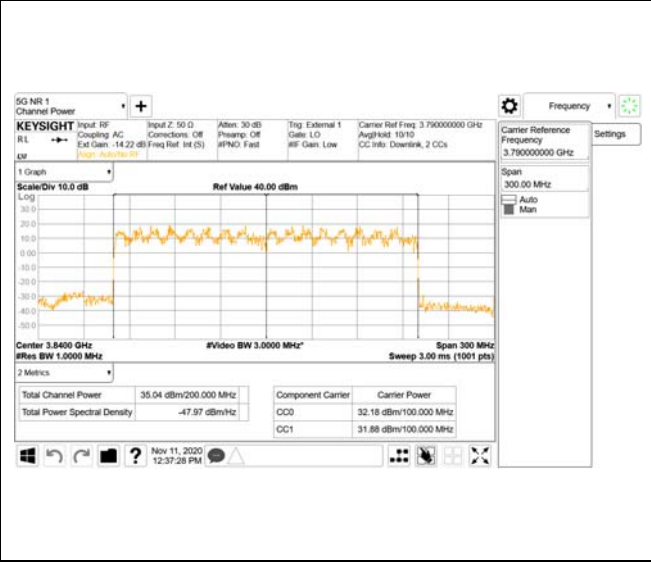 5G NR 1
Channel Power
Frequency
KEYSIGHT
Input: RF
Input Z: 50 Ω
Atten: 30 dB
Trig: External 1
Carrier Ref Freq: 3.790000000 GHz
RL
Coupling: AC
Corrections: Off
Preamp: Off
Gate: LO
Avg|Hold: 10/10
Ext Gain: -14.22 dB
Freq Ref: Int (S)
#PNO: Fast
#IF Gain: Low
CC Info: Downlink, 2 CCs
Align: Auto/No RF
Carrier Reference
Frequency
3.790000000 GHz
Settings
Span
300.00 MHz
Auto
Man
1 Graph
Scale/Div 10.0 dB
Ref Value 40.00 dBm
Log
30.0
20.0
10.0
0.00
-10.0
-20.0
-30.0
-40.0
-50.0
Center 3.8400 GHz
#Video BW 3.0000 MHz*
Span 300 MHz
#Res BW 1.0000 MHz
Sweep 3.00 ms (1001 pts)
2 Metrics
Total Channel Power
35.04 dBm/200.000 MHz
Total Power Spectral Density
-47.97 dBm/Hz
Component Carrier
Carrier Power
CC0
32.18 dBm/100.000 MHz
CC1
31.88 dBm/100.000 MHz
Nov 11, 2020
12:37:28 PM